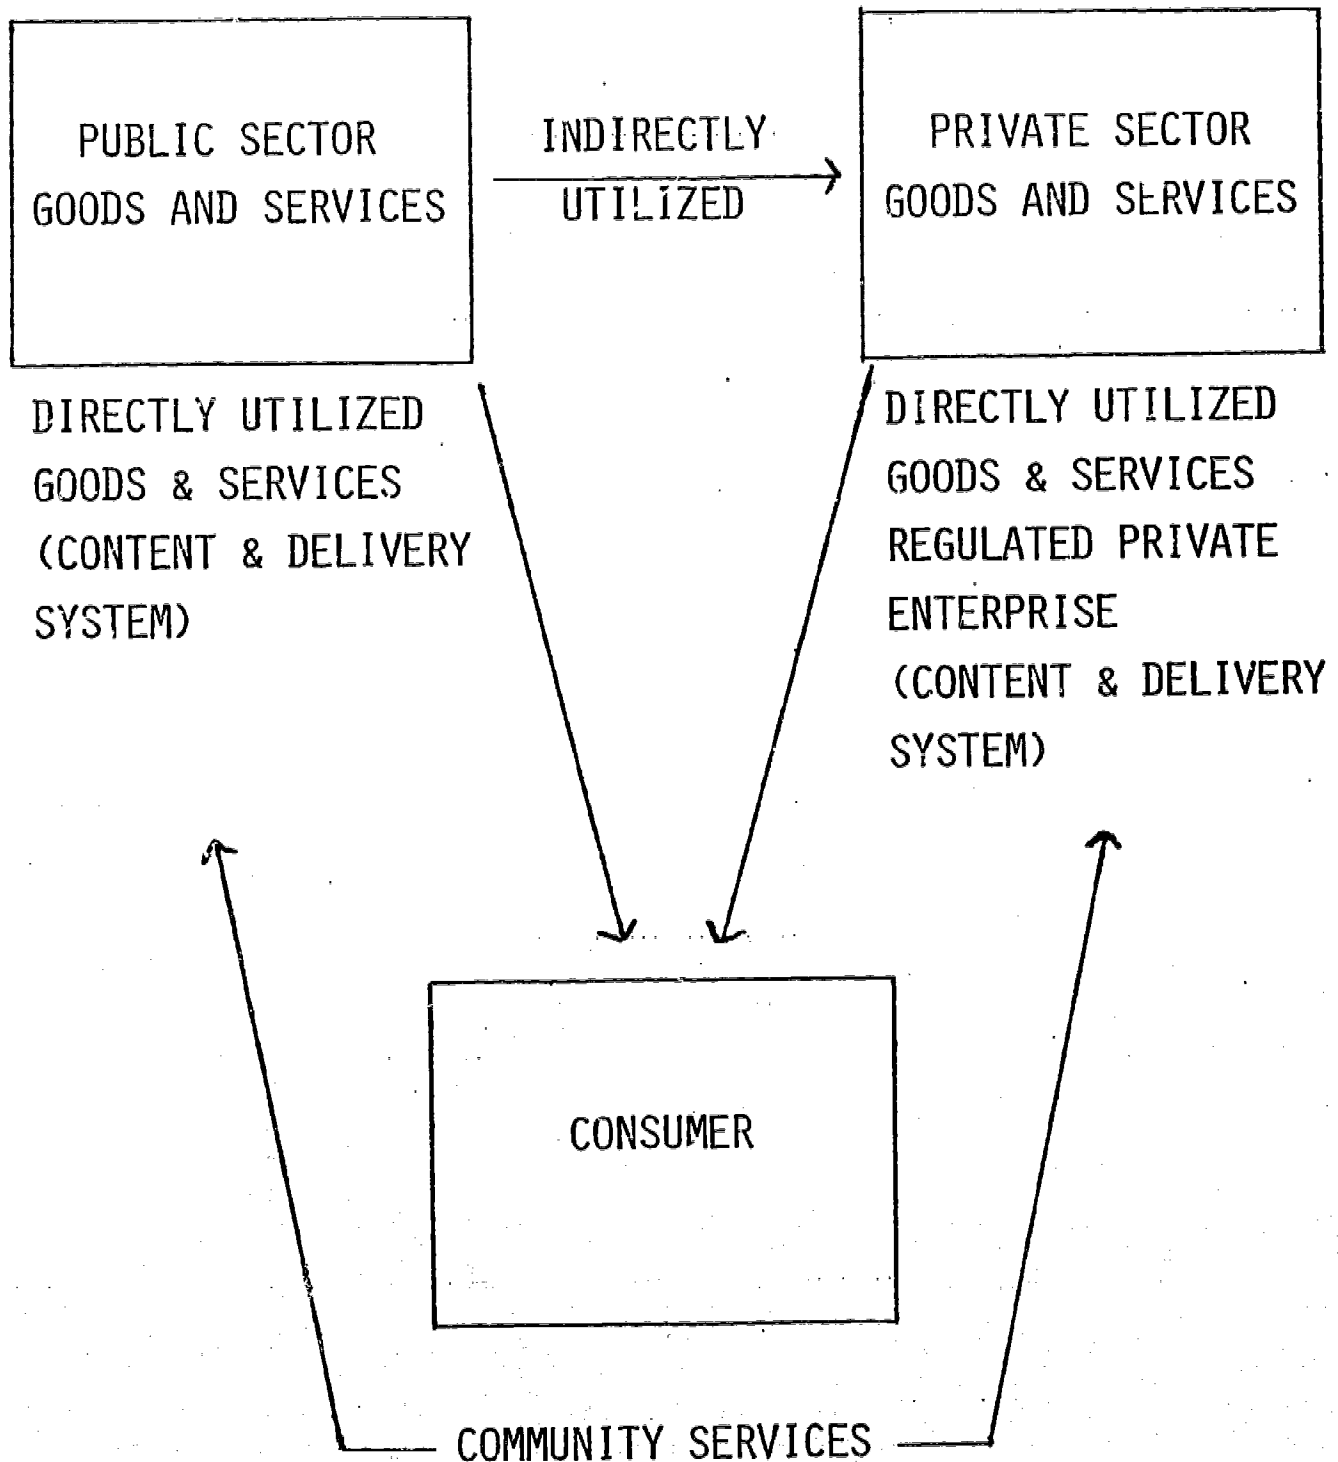 PUBLIC SECTOR
GOODS AND SERVICES
INDIRECTLY
UTILIZED
PRIVATE SECTOR
GOODS AND SERVICES
DIRECTLY UTILIZED
GOODS & SERVICES
(CONTENT & DELIVERY
SYSTEM)
DIRECTLY UTILIZED
GOODS & SERVICES
REGULATED PRIVATE
ENTERPRISE
(CONTENT & DELIVERY
SYSTEM)
CONSUMER
COMMUNITY SERVICES